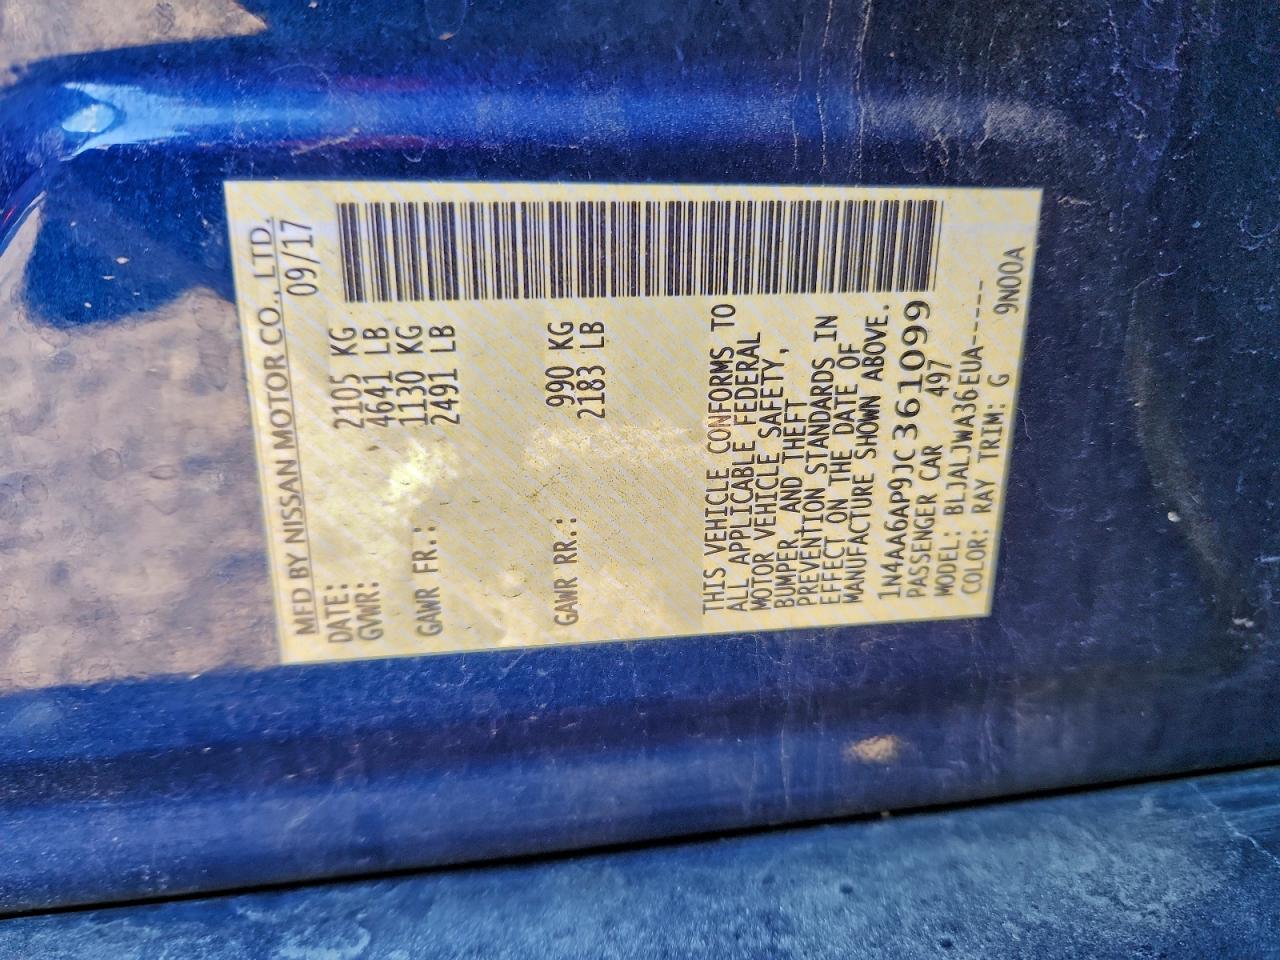 MFD BY NISSAN MOTOR CO., LTD.
DATE: 09/17
GVWR: 2105 KG
4641 LB
GAWR FR.: 1130 KG
2491 LB
GAWR RR.: 990 KG
2183 LB
THIS VEHICLE CONFORMS TO
ALL APPLICABLE FEDERAL
MOTOR VEHICLE SAFETY,
BUMPER, AND THEFT
PREVENTION STANDARDS IN
EFFECT ON THE DATE OF
MANUFACTURE SHOWN ABOVE.
1N4AA6AP9JC361099
PASSENGER CAR 497
MODEL: BLJALJWA36EUA-----
COLOR: RAY TRIM: G 9N00A